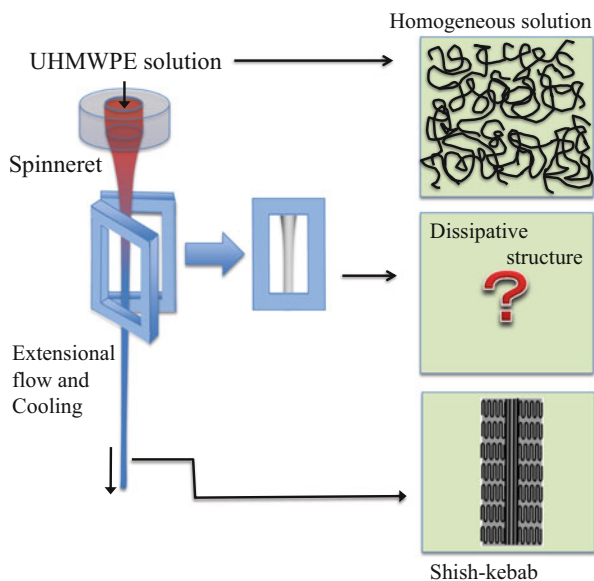 Homogeneous solution
UHMWPE solution
Spinneret
Dissipative
structure
?
Extensional
flow and
Cooling
Shish-kebab